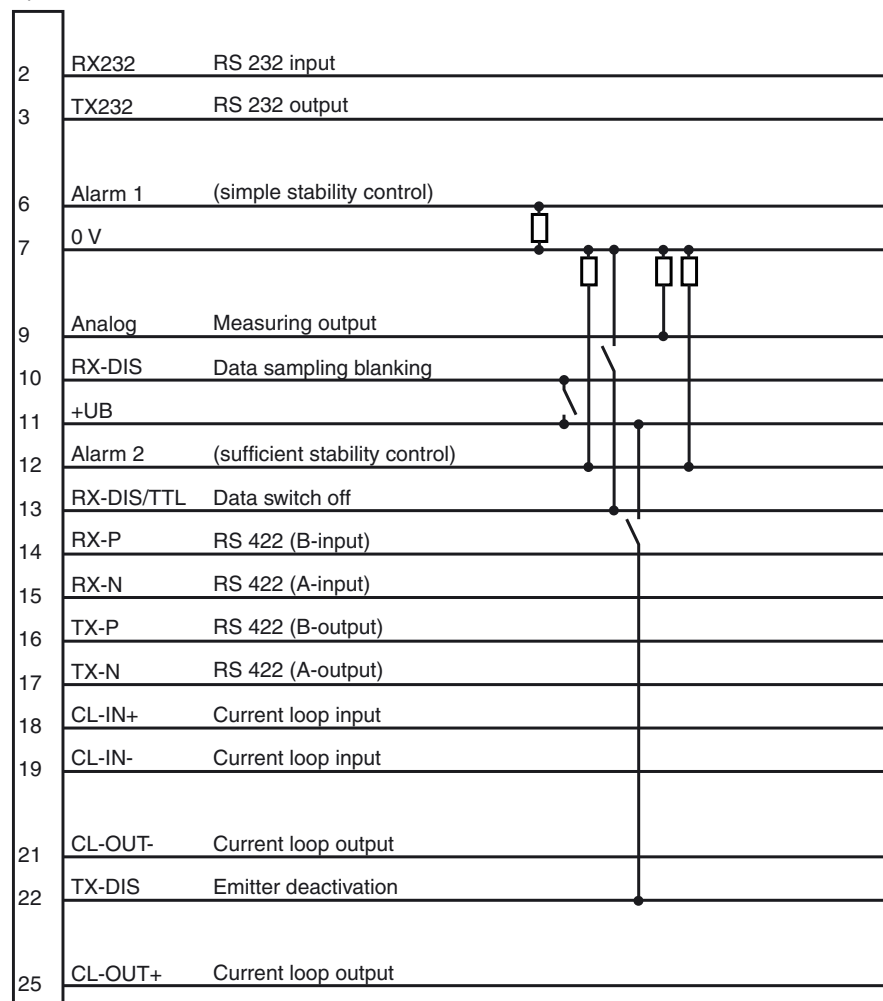 2 RX232 RS 232 input
3 TX232 RS 232 output
6 Alarm 1 (simple stability control)
7 0 V
9 Analog Measuring output
10 RX-DIS Data sampling blanking
11 +UB
12 Alarm 2 (sufficient stability control)
13 RX-DIS/TTL Data switch off
14 RX-P RS 422 (B-input)
15 RX-N RS 422 (A-input)
16 TX-P RS 422 (B-output)
17 TX-N RS 422 (A-output)
18 CL-IN+ Current loop input
19 CL-IN- Current loop input
21 CL-OUT- Current loop output
22 TX-DIS Emitter deactivation
25 CL-OUT+ Current loop output